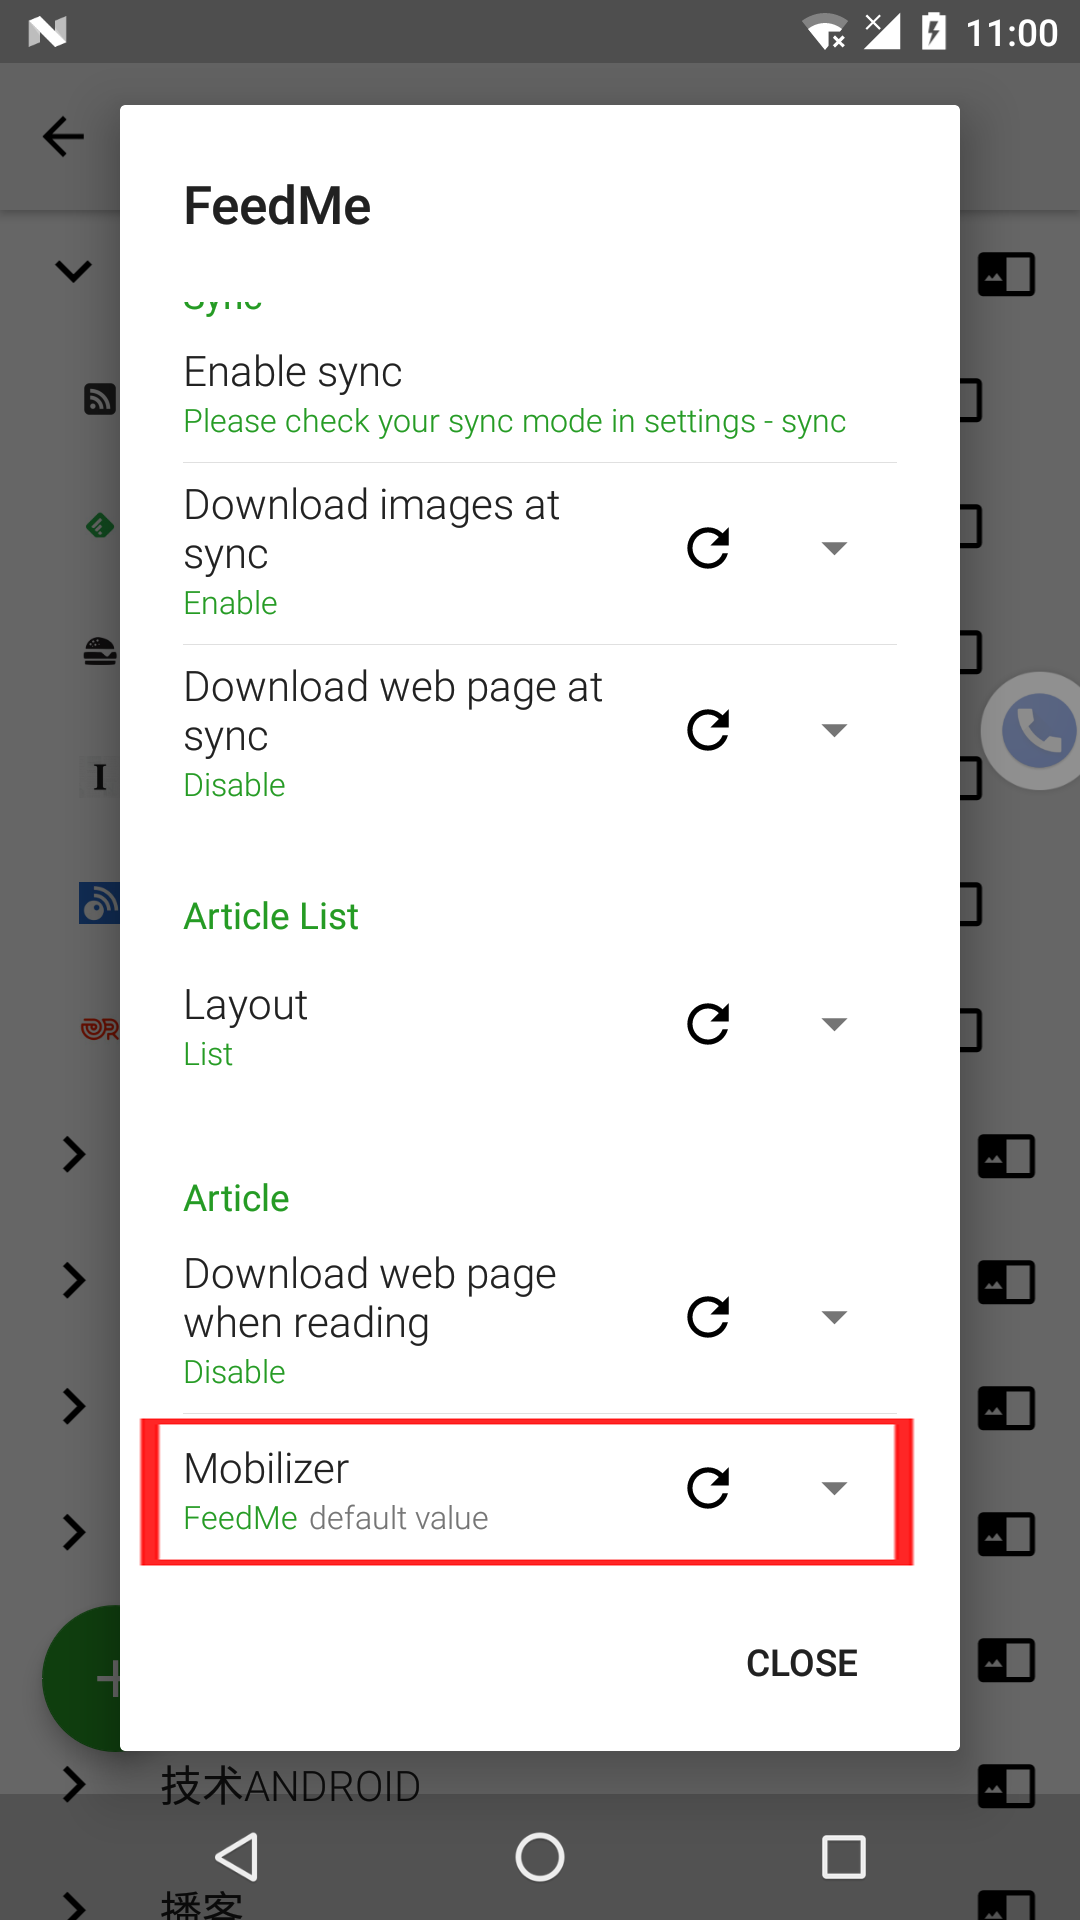 11:00
FeedMe
Sync
Enable sync
Please check your sync mode in settings - sync
Download images at
sync
Enable
Download web page at
sync
Disable
Article List
Layout
List
Article
Download web page
when reading
Disable
Mobilizer
FeedMe default value
CLOSE
技术ANDROID
播客